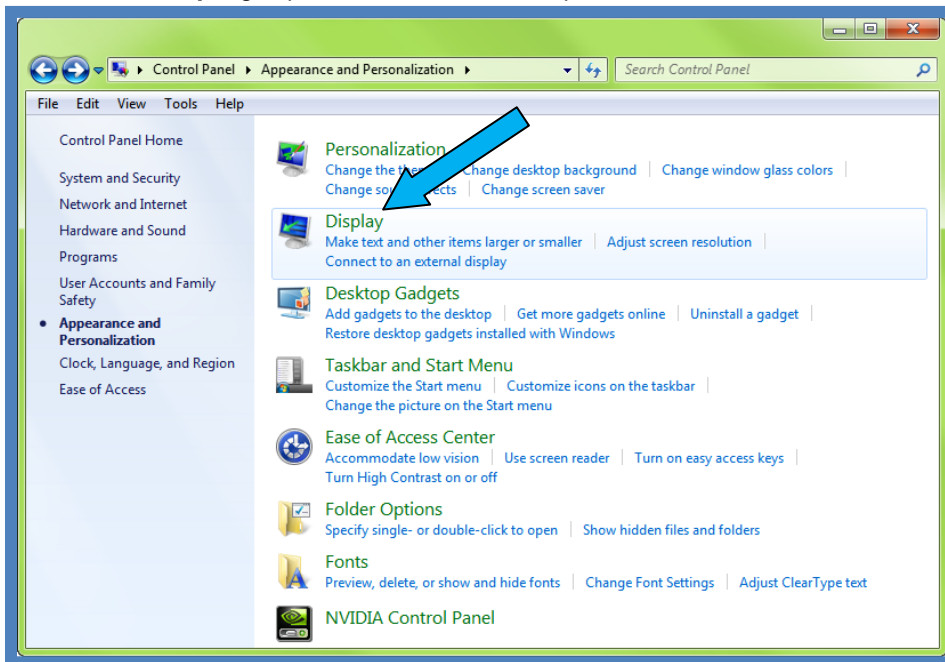 Control Panel Appearance and Personalization Search Control Panel
File Edit View Tools Help
Control Panel Home
System and Security
Network and Internet
Hardware and Sound
Programs
User Accounts and Family
Safety
Appearance and
Personalization
Clock, Language, and Region
Ease of Access
Personalization
Change the Change desktop background Change window glass colors
Change Change screen saver
Display
Make text and other items larger or smaller Adjust screen resolution
Connect to an external display
Desktop Gadgets
Add gadgets to the desktop Get more gadgets online Uninstall a gadget
Restore desktop gadgets installed with Windows
Taskbar and Start Menu
Customize the Start menu Customize icons on the taskbar
Change the picture on the Start menu
Ease of Access Center
Accommodate low vision Use screen reader Turn on easy access keys
Turn High Contrast on or off
Folder Options
Specify single- or double-click to open Show hidden files and folders
Fonts
Preview, delete, or show and hide fonts Change Font Settings Adjust ClearType text
NVIDIA Control Panel